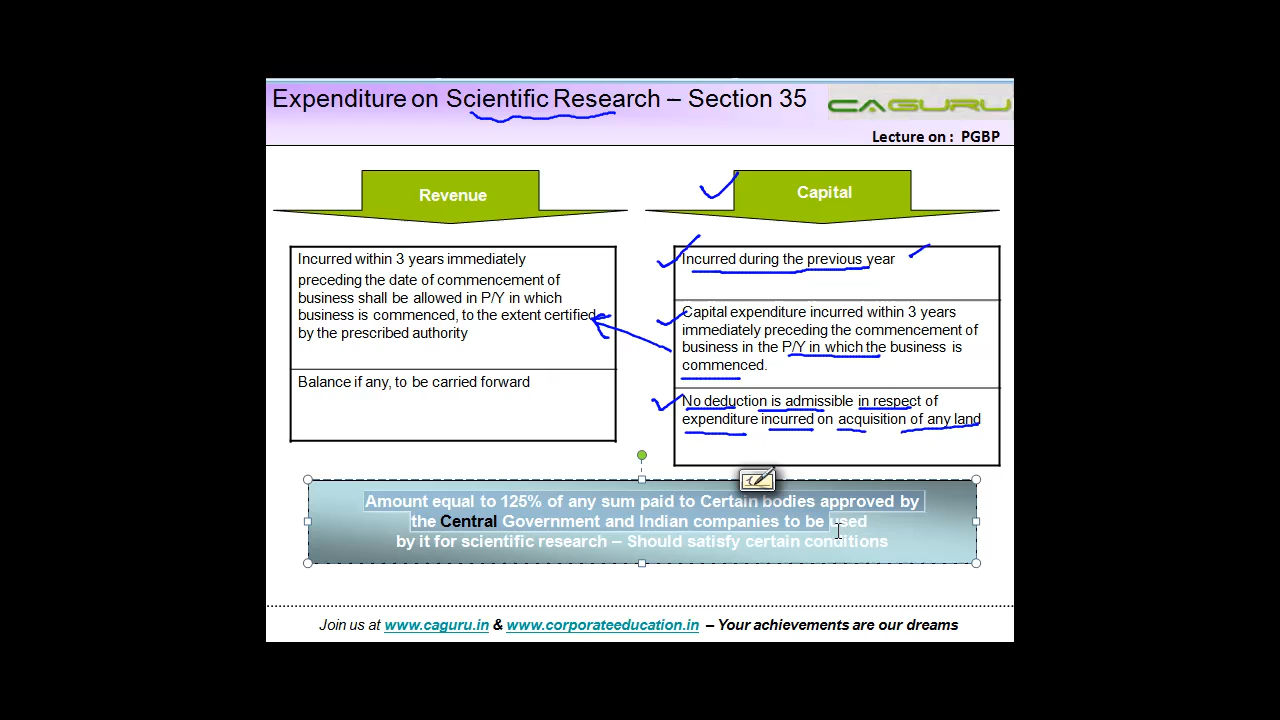 Expenditure on Scientific Research – Section 35
CAGURU
Lecture on : PGBP
Revenue
Capital
Incurred within 3 years immediately
preceding the date of commencement of
business shall be allowed in P/Y in which
business is commenced, to the extent certified
by the prescribed authority
Balance if any, to be carried forward
Incurred during the previous year
Capital expenditure incurred within 3 years
immediately preceding the commencement of
business in the P/Y in which the business is
commenced.
No deduction is admissible in respect of
expenditure incurred on acquisition of any land
Amount equal to 125% of any sum paid to Certain bodies approved by
the Central Government and Indian companies to be used
by it for scientific research – Should satisfy certain conditions
Join us at www.caguru.in & www.corporateeducation.in – Your achievements are our dreams